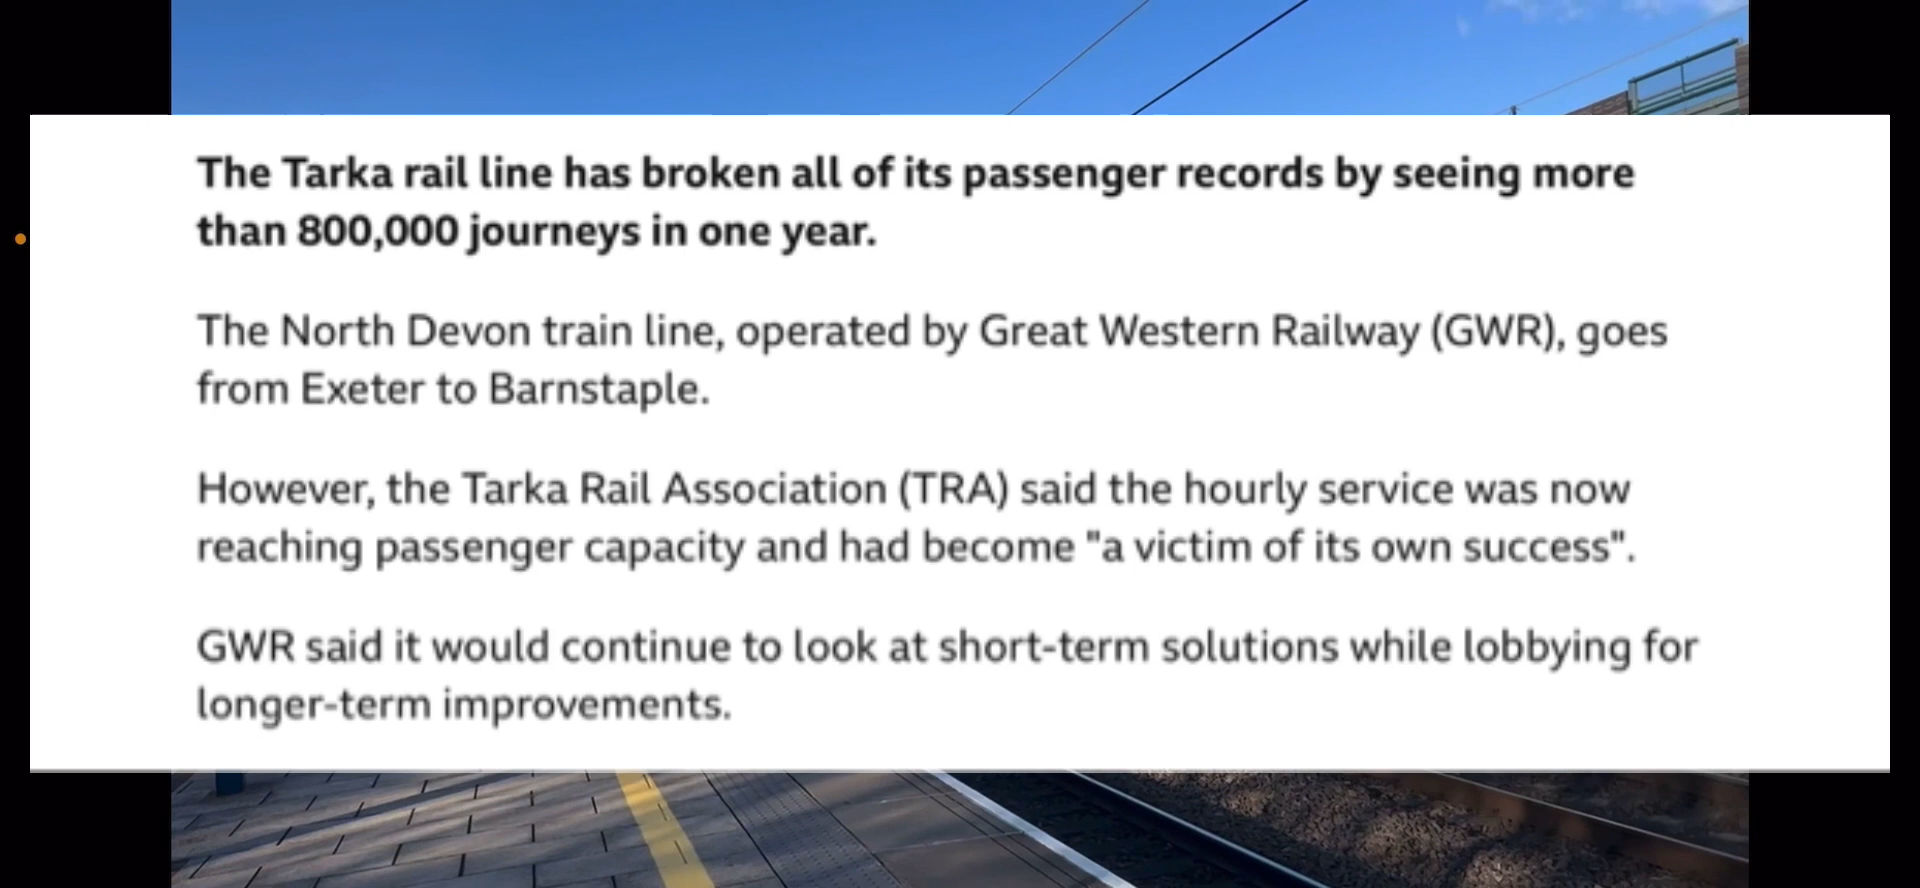 The Tarka rail line has broken all of its passenger records by seeing more
than 800,000 journeys in one year.
The North Devon train line, operated by Great Western Railway (GWR), goes
from Exeter to Barnstaple.
However, the Tarka Rail Association (TRA) said the hourly service was now
reaching passenger capacity and had become "a victim of its own success".
GWR said it would continue to look at short-term solutions while lobbying for
longer-term improvements.